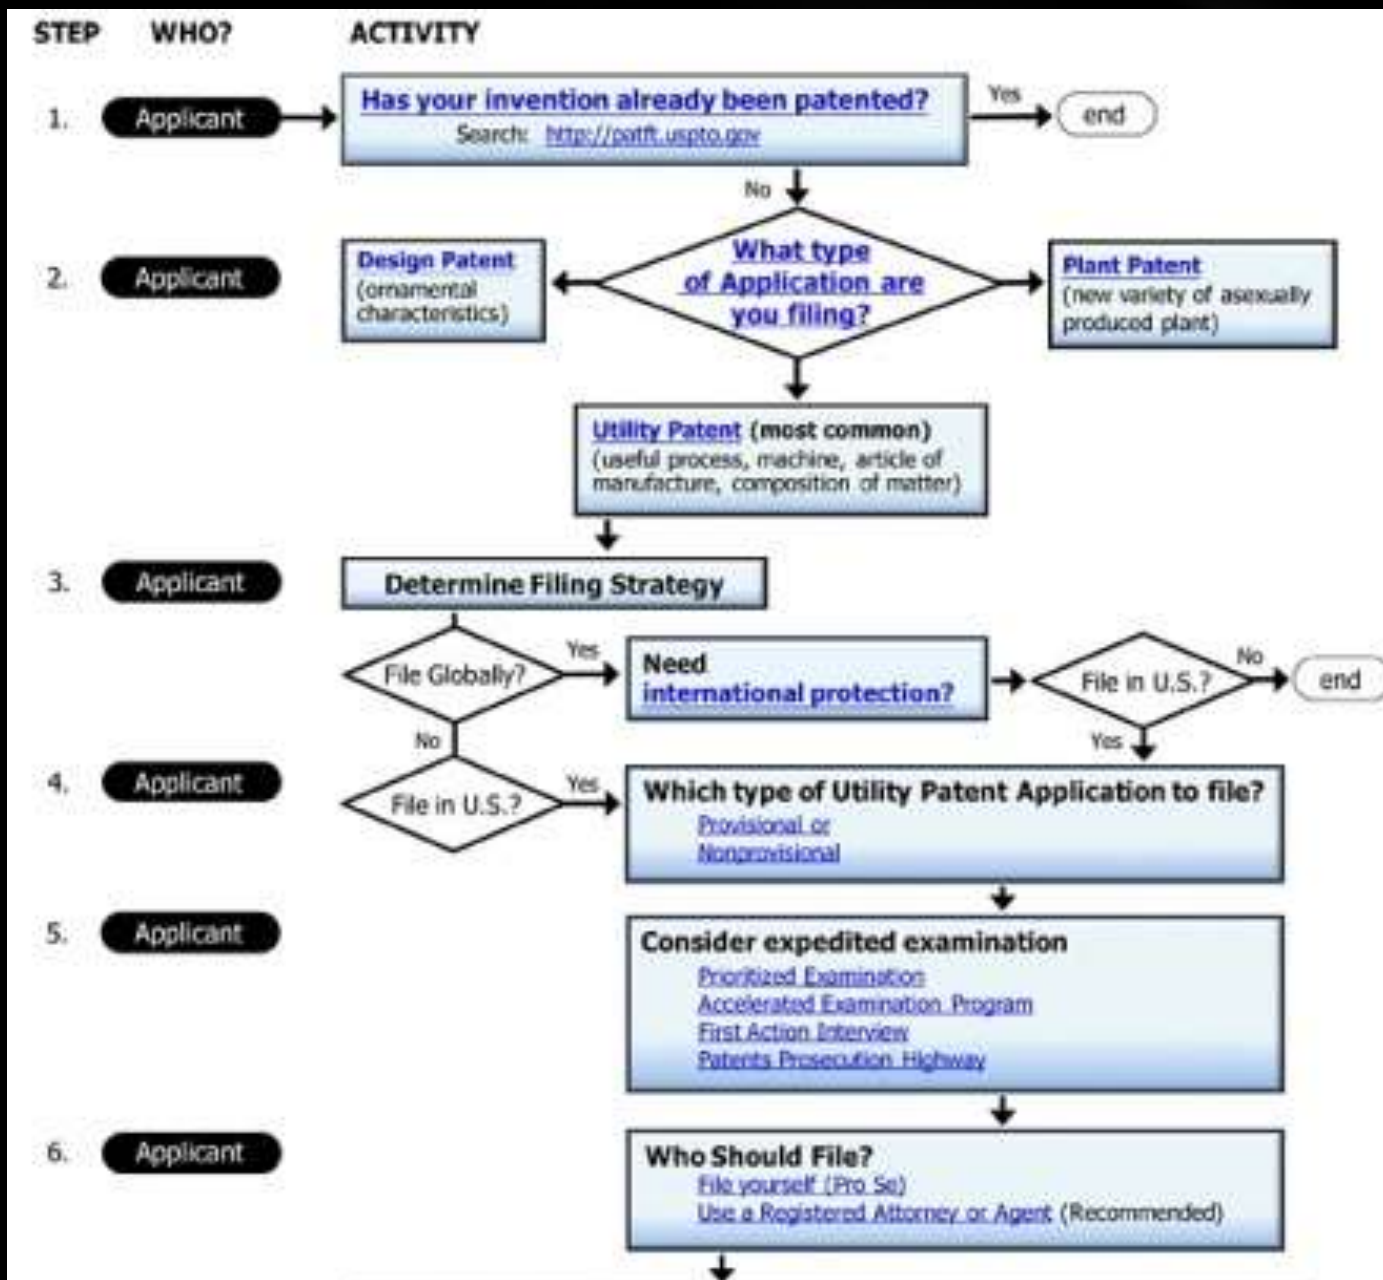 STEP WHO? ACTIVITY
1. Applicant
Has your invention already been patented?
Search: http://patft.uspto.gov
Yes
end
No
2. Applicant
Design Patent
(ornamental
characteristics)
What type
of Application are
you filing?
Plant Patent
(new variety of asexually
produced plant)
Utility Patent (most common)
(useful process, machine, article of
manufacture, composition of matter)
3. Applicant
Determine Filing Strategy
File Globally?
Yes
Need
international protection?
File in U.S.?
No
end
No
Yes
4. Applicant
File in U.S.?
Yes
Which type of Utility Patent Application to file?
Provisional or
Nonprovisional
5. Applicant
Consider expedited examination
Prioritized Examination
Accelerated Examination Program
First Action Interview
Patents Prosecution Highway
6. Applicant
Who Should File?
File yourself (Pro Se)
Use a Registered Attorney or Agent (Recommended)